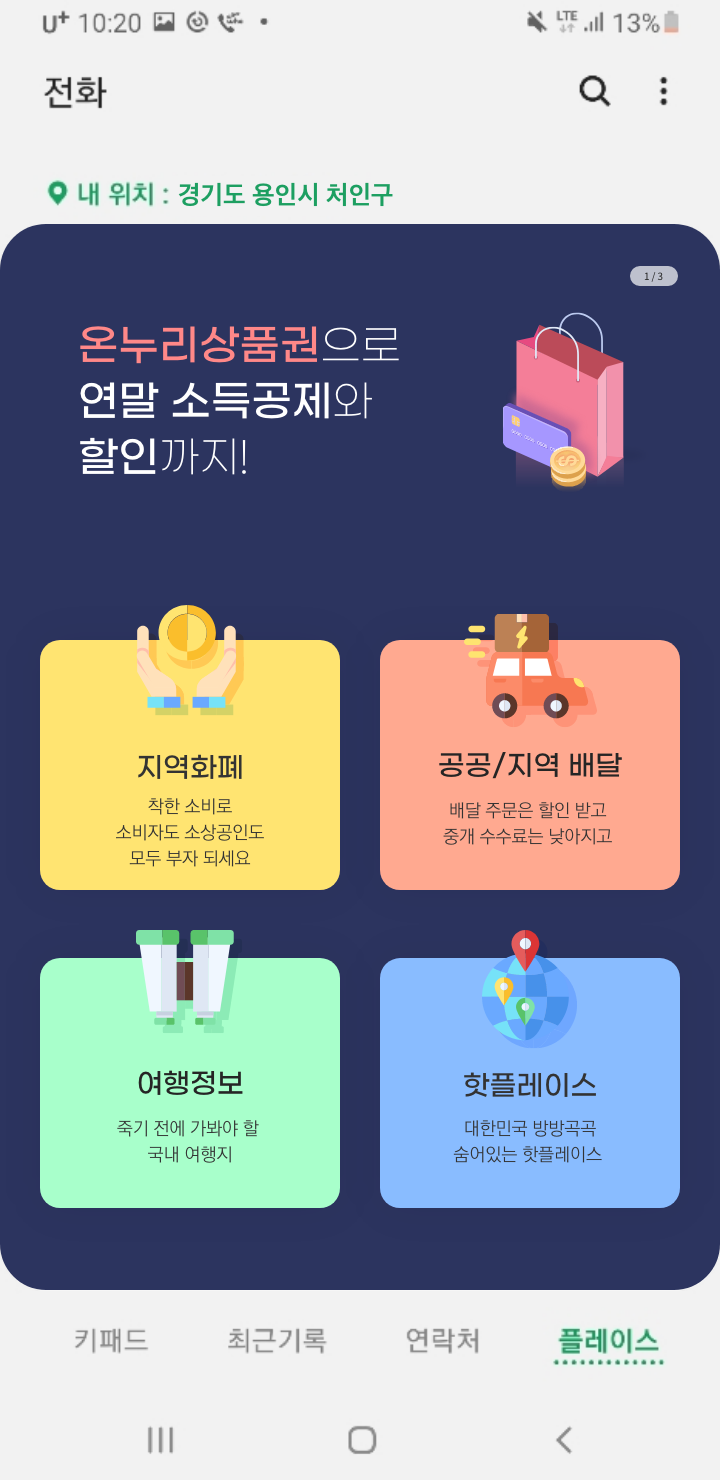 U+ 10:20 LTE 13%
전화
내 위치 : 경기도 용인시 처인구
1/3
온누리상품권으로
연말 소득공제와
할인까지!
지역화폐
착한 소비로
소비자도 소상공인도
모두 부자 되세요
공공/지역 배달
배달 주문은 할인 받고
중개 수수료는 낮아지고
여행정보
죽기 전에 가봐야 할
국내 여행지
핫플레이스
대한민국 방방곡곡
숨어있는 핫플레이스
키패드 최근기록 연락처 플레이스